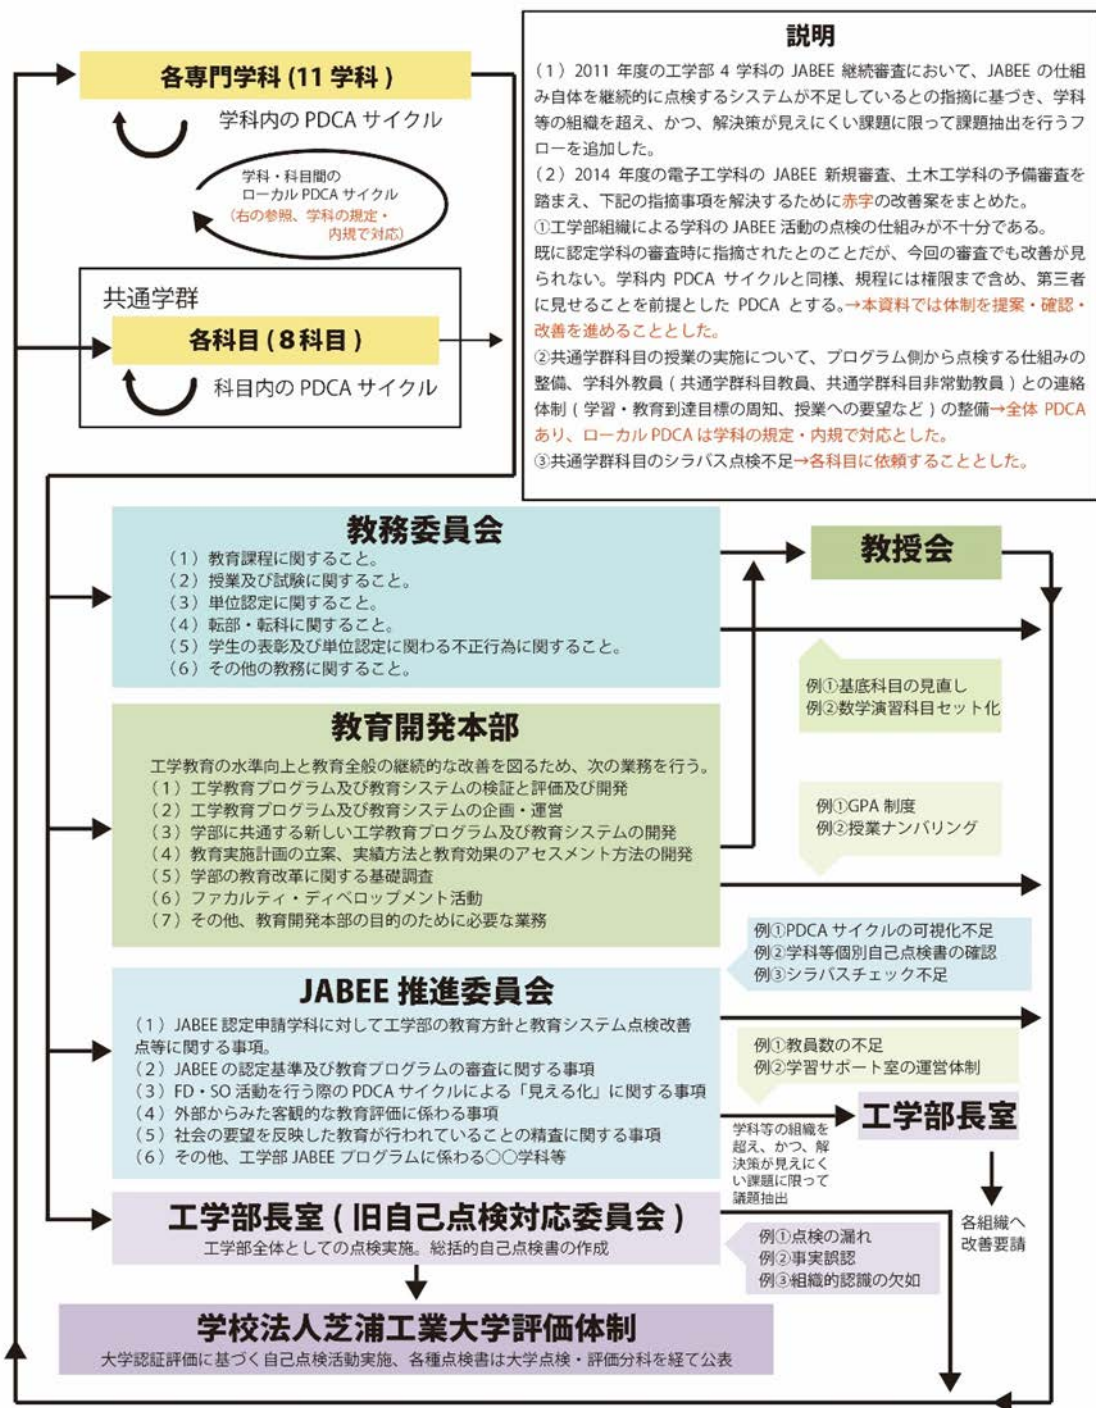 各専門学科 ( 11 学科 )
学科内の PDCA サイクル
学科・科目間の
ローカル PDCA サイクル
(右の参照、学科の規定・
内規で対応)
共通学群
各科目 ( 8 科目 )
科目内の PDCA サイクル
説明
(1)2011 年度の工学部 4 学科の JABEE 継続審査において、JABEE の仕組
み自体を継続的に点検するシステムが不足しているとの指摘に基づき、学科
等の組織を超え、かつ、解決策が見えにくい課題に限って課題抽出を行うフ
ローを追加した。
(2)2014 年度の電子工学科の JABEE 新規審査、土木工学科の予備審査を
踏まえ、下記の指摘事項を解決するために赤字の改善案をまとめた。
①工学部組織による学科の JABEE 活動の点検の仕組みが不十分である。
既に認定学科の審査時に指摘されたとのことだが、今回の審査でも改善が見
られない。学科内 PDCA サイクルと同様、規程には権限まで含め、第三者
に見せることを前提とした PDCA とする。→本資料では体制を提案・確認・
改善を進めることとした。
②共通学群科目の授業の実施について、プログラム側から点検する仕組みの
整備、学科外教員 ( 共通学群科目教員、共通学群科目非常勤教員 ) との連絡
体制 ( 学習・教育到達目標の周知、授業への要望など ) の整備→全体 PDCA
あり、ローカル PDCA は学科の規定・内規で対応とした。
③共通学群科目のシラバス点検不足→各科目に依頼することとした。
教務委員会
(1)教育課程に関すること。
(2)授業及び試験に関すること。
(3)単位認定に関すること。
(4)転部・転科に関すること。
(5)学生の表彰及び単位認定に関わる不正行為に関すること。
(6)その他の教務に関すること。
教授会
例①基底科目の見直し
例②数学演習科目セット化
教育開発本部
工学教育の水準向上と教育全般の継続的な改善を図るため、次の業務を行う。
(1)工学教育プログラム及び教育システムの検証と評価及び開発
(2)工学教育プログラム及び教育システムの企画・運営
(3)学部に共通する新しい工学教育プログラム及び教育システムの開発
(4)教育実施計画の立案、実績方法と教育効果のアセスメント方法の開発
(5)学部の教育改革に関する基礎調査
(6)ファカルティ・ディベロップメント活動
(7)その他、教育開発本部の目的のために必要な業務
例①GPA 制度
例②授業ナンバリング
例①PDCA サイクルの可視化不足
例②学科等個別自己点検書の確認
例③シラバスチェック不足
JABEE 推進委員会
(1)JABEE 認定申請学科に対して工学部の教育方針と教育システム点検改善
点等に関する事項。
(2)JABEE の認定基準及び教育プログラムの審査に関する事項
(3)FD・SO 活動を行う際の PDCA サイクルによる「見える化」に関する事項
(4)外部からみた客観的な教育評価に係わる事項
(5)社会の要望を反映した教育が行われていることの精査に関する事項
(6)その他、工学部 JABEE プログラムに係わる○○学科等
例①教員数の不足
例②学習サポート室の運営体制
工学部長室
学科等の組織を
超え、かつ、解
決策が見えにく
い課題に限って
議題抽出
各組織へ
改善要請
工学部長室 ( 旧自己点検対応委員会 )
工学部全体としての点検実施。総括的自己点検書の作成
例①点検の漏れ
例②事実誤認
例③組織的認識の欠如
学校法人芝浦工業大学評価体制
大学認証評価に基づく自己点検活動実施、各種点検書は大学点検・評価分科を経て公表